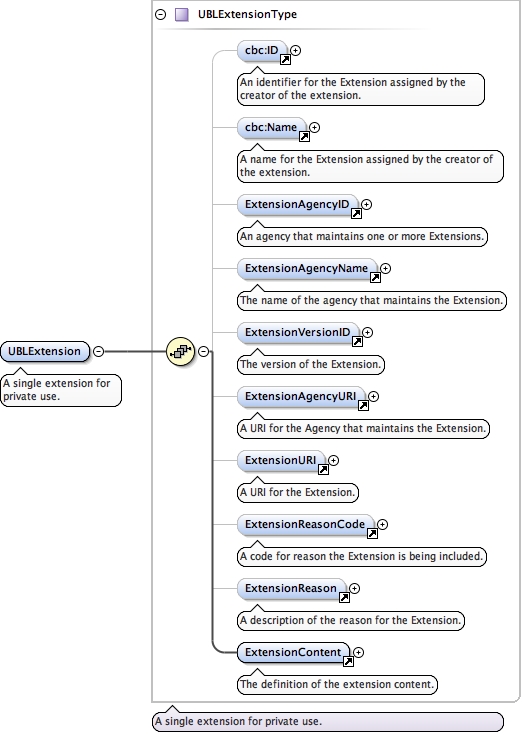 UBLExtensionType
cbc:ID
An identifier for the Extension assigned by the
creator of the extension.
cbc:Name
A name for the Extension assigned by the creator of
the extension.
ExtensionAgencyID
An agency that maintains one or more Extensions.
ExtensionAgencyName
The name of the agency that maintains the Extension.
ExtensionVersionID
The version of the Extension.
UBLExtension
A single extension for
private use.
ExtensionAgencyURI
A URI for the Agency that maintains the Extension.
ExtensionURI
A URI for the Extension.
ExtensionReasonCode
A code for reason the Extension is being included.
ExtensionReason
A description of the reason for the Extension.
ExtensionContent
The definition of the extension content.
A single extension for private use.